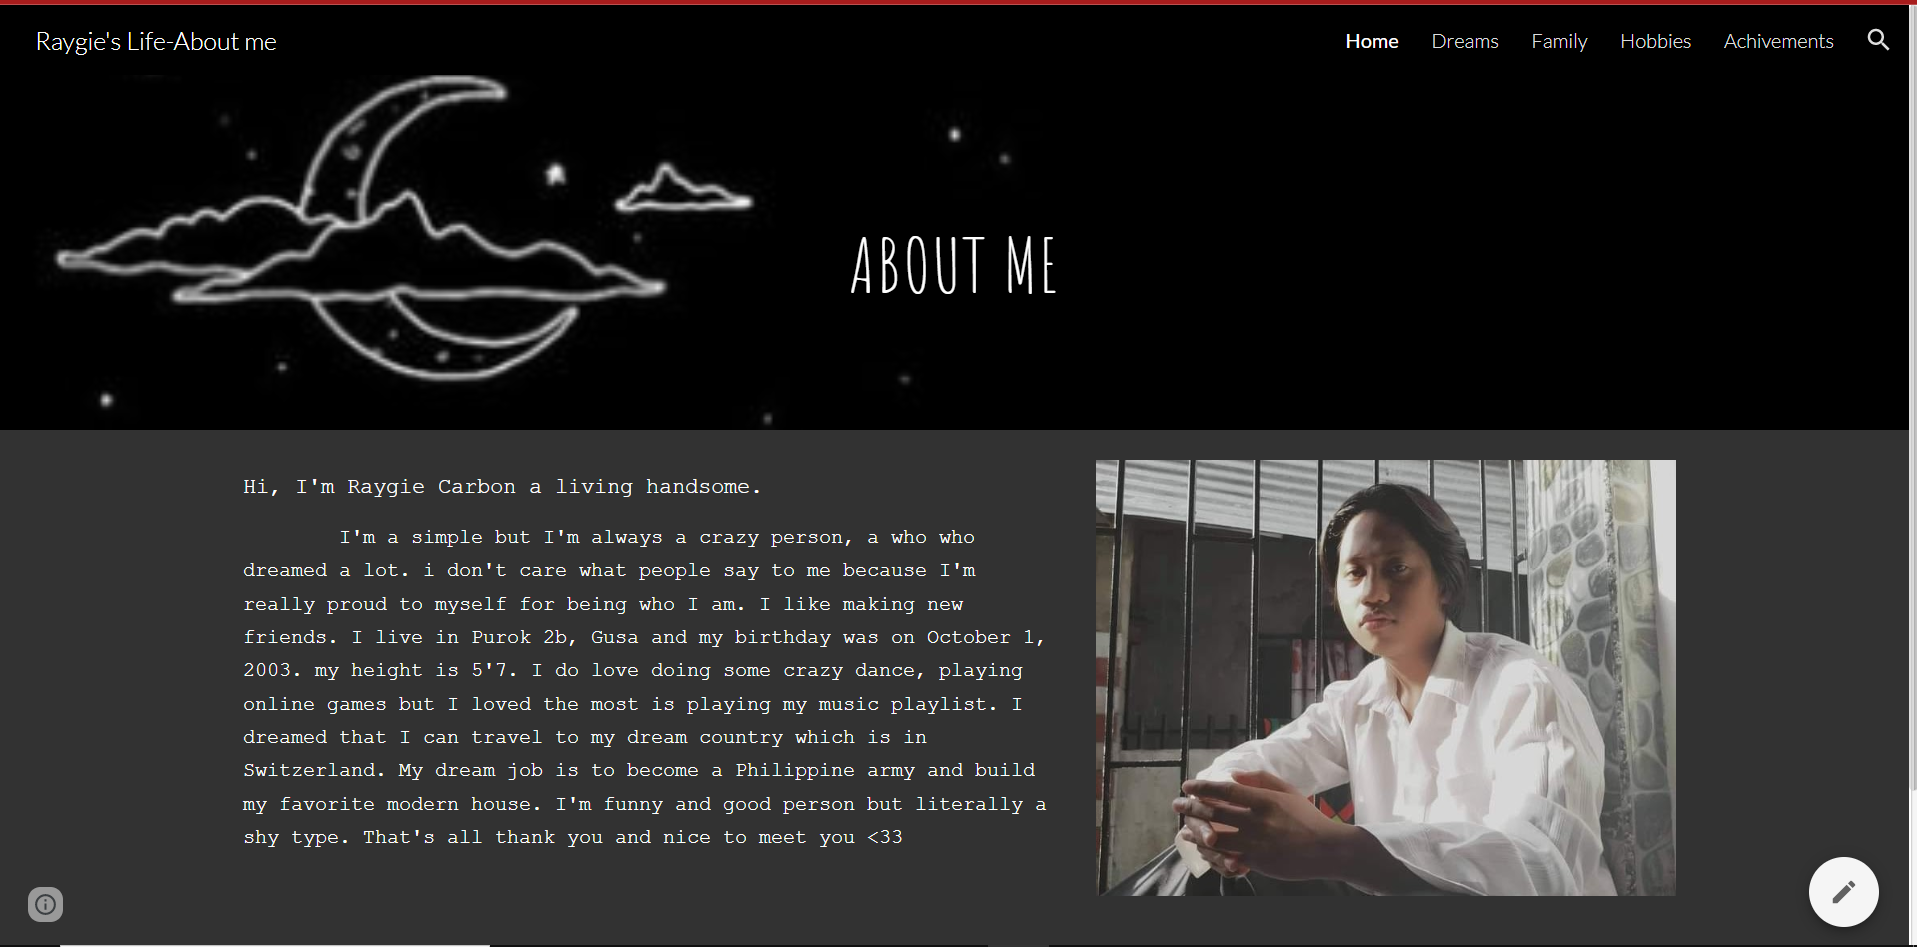 Raygie's Life-About me
Home
Dreams
Family
Hobbies
Achivements
ABOUT ME
Hi, I'm Raygie Carbon a living handsome.
I'm a simple but I'm always a crazy person, a who who
dreamed a lot. i don't care what people say to me because I'm
really proud to myself for being who I am. I like making new
friends. I live in Purok 2b, Gusa and my birthday was on October 1,
2003. my height is 5'7. I do love doing some crazy dance, playing
online games but I loved the most is playing my music playlist. I
dreamed that I can travel to my dream country which is in
Switzerland. My dream job is to become a Philippine army and build
my favorite modern house. I'm funny and good person but literally a
shy type. That's all thank you and nice to meet you <33